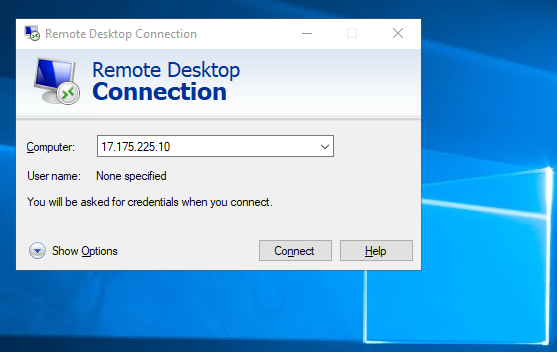 Remote Desktop Connection
Remote Desktop
Connection
Computer: 17.175.225.10
User name: None specified
You will be asked for credentials when you connect.
Show Options Connect Help